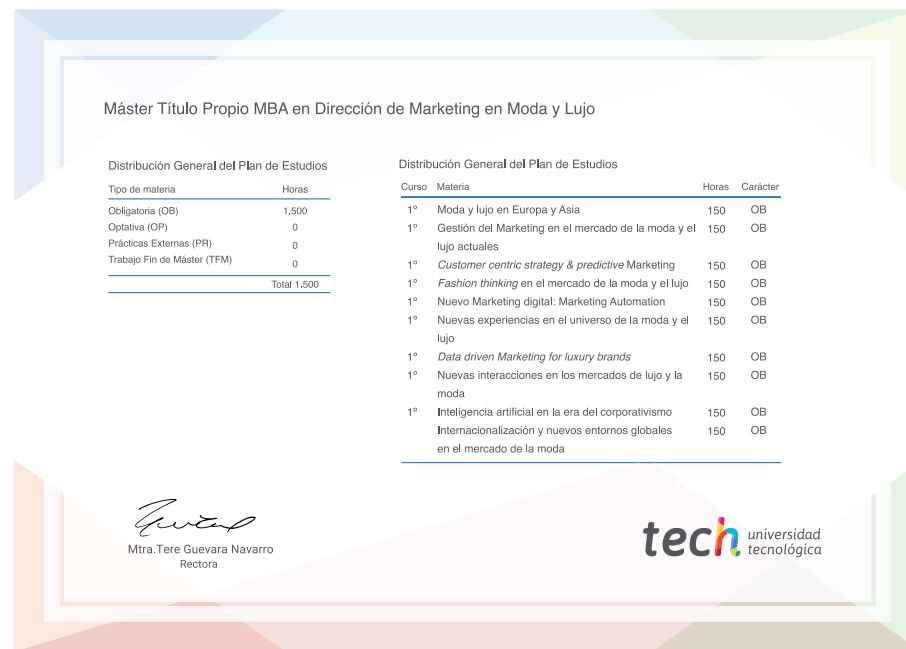 Máster Título Propio MBA en Dirección de Marketing en Moda y Lujo
Distribución General del Plan de Estudios
Tipo de materia Horas
Obligatoria (OB) 1.500
Optativa (OP) 0
Prácticas Externas (PR) 0
Trabajo Fin de Máster (TFM) 0
Total 1.500
Distribución General del Plan de Estudios
Curso Materia Horas Carácter
1º Moda y lujo en Europa y Asia 150 OB
1º Gestión del Marketing en el mercado de la moda y el 150 OB
lujo actuales
1º Customer centric strategy & predictive Marketing 150 OB
1º Fashion thinking en el mercado de la moda y el lujo 150 OB
1º Nuevo Marketing digital: Marketing Automation 150 OB
1º Nuevas experiencias en el universo de la moda y el 150 OB
lujo
1º Data driven Marketing for luxury brands 150 OB
1º Nuevas interacciones en los mercados de lujo y la 150 OB
moda
1º Inteligencia artificial en la era del corporativismo 150 OB
Internacionalización y nuevos entornos globales 150 OB
en el mercado de la moda
Mtra.Tere Guevara Navarro
Rectora
tech universidad
tecnológica